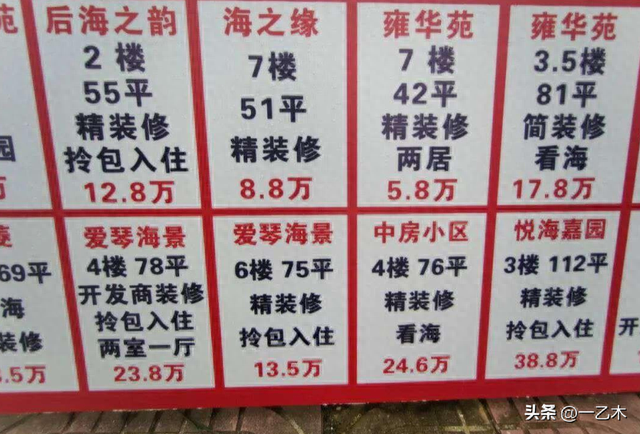 苑
园
万
后海之韵
2 楼
55平
精装修
拎包入住
12.8万
海之缘
7楼
51平
精装修
8.8万
雍华苑
7 楼
42平
精装修
两居
5.8万
雍华苑
3.5楼
81平
简装修
看海
17.8万
69平
海
装修
.5万
爱琴海景
4楼 78平
开发商装修
拎包入住
两室一厅
23.8万
爱琴海景
6楼 75平
精装修
拎包入住
13.5万
中房小区
4楼 76平
精装修
看海
24.6万
悦海嘉园
3楼 112平
精装修
拎包入住
38.8万
开
头条 @一乙木